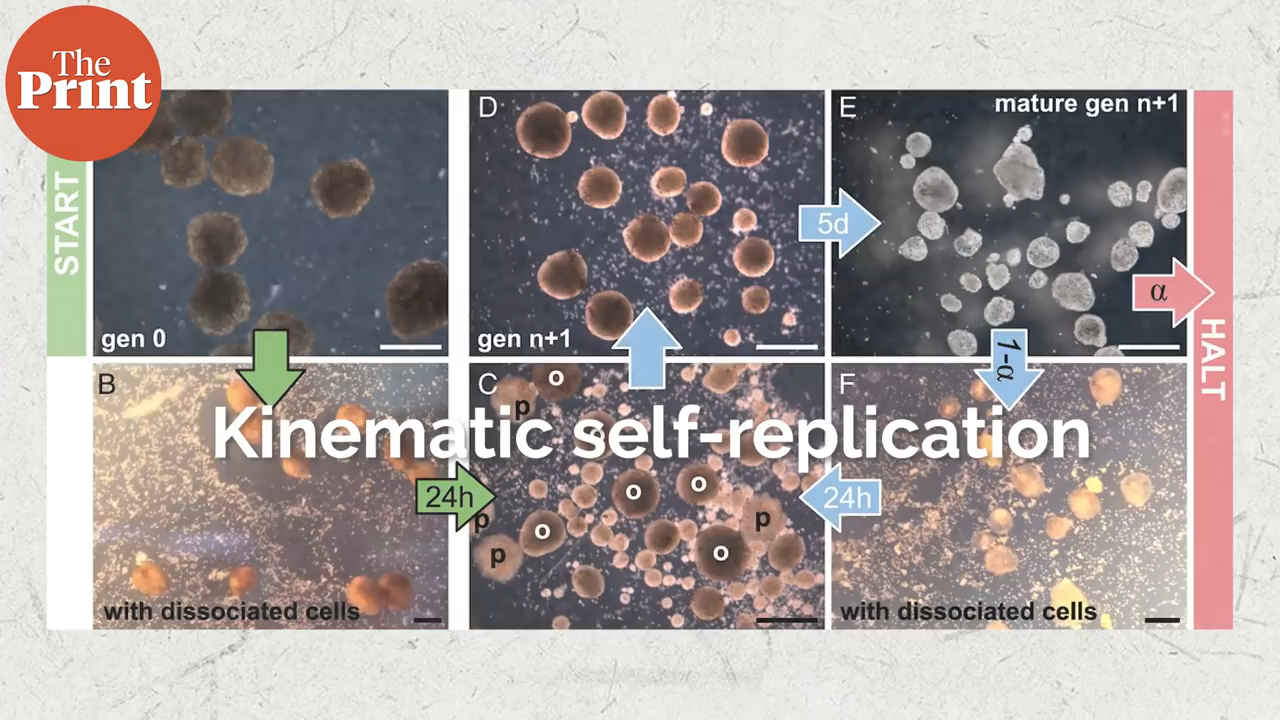 The
Print
START
gen 0
D
gen n+1
5d
E
mature gen n+1
α
HALT
B
with dissociated cells
24h
C
o
p
o
o
o
o
p
p
p
24h
1-α
F
with dissociated cells
Kinematic self-replication